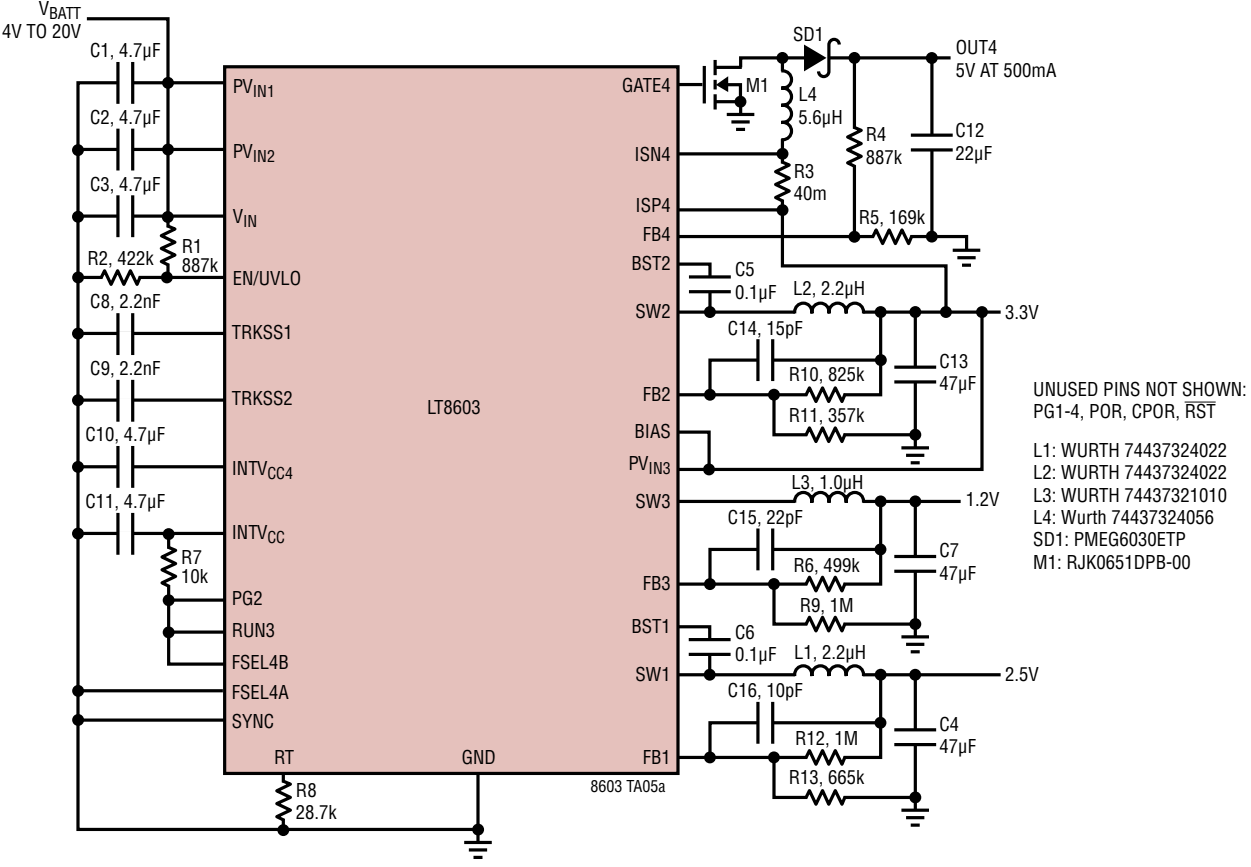 V_BATT
4V TO 20V
C1, 4.7µF
C2, 4.7µF
C3, 4.7µF
R1
887k
R2, 422k
C8, 2.2nF
C9, 2.2nF
C10, 4.7µF
C11, 4.7µF
R7
10k
PV_IN1
PV_IN2
V_IN
EN/UVLO
TRKSS1
TRKSS2
INTV_CC4
INTV_CC
PG2
RUN3
FSEL4B
FSEL4A
SYNC
RT
GND
R8
28.7k
LT8603
GATE4
ISN4
ISP4
FB4
BST2
SW2
FB2
BIAS
PV_IN3
SW3
FB3
BST1
SW1
FB1
8603 TA05a
M1
SD1
L4
5.6µH
R3
40m
R4
887k
R5, 169k
C12
22µF
OUT4
5V AT 500mA
C5
0.1µF
L2, 2.2µH
3.3V
C14, 15pF
R10, 825k
R11, 357k
C13
47µF
L3, 1.0µH
1.2V
C15, 22pF
R6, 499k
R9, 1M
C7
47µF
C6
0.1µF
L1, 2.2µH
2.5V
C16, 10pF
R12, 1M
R13, 665k
C4
47µF
UNUSED PINS NOT SHOWN:
PG1-4, POR, CPOR, RST
L1: WURTH 74437324022
L2: WURTH 74437324022
L3: WURTH 74437321010
L4: Wurth 74437324056
SD1: PMEG6030ETP
M1: RJK0651DPB-00